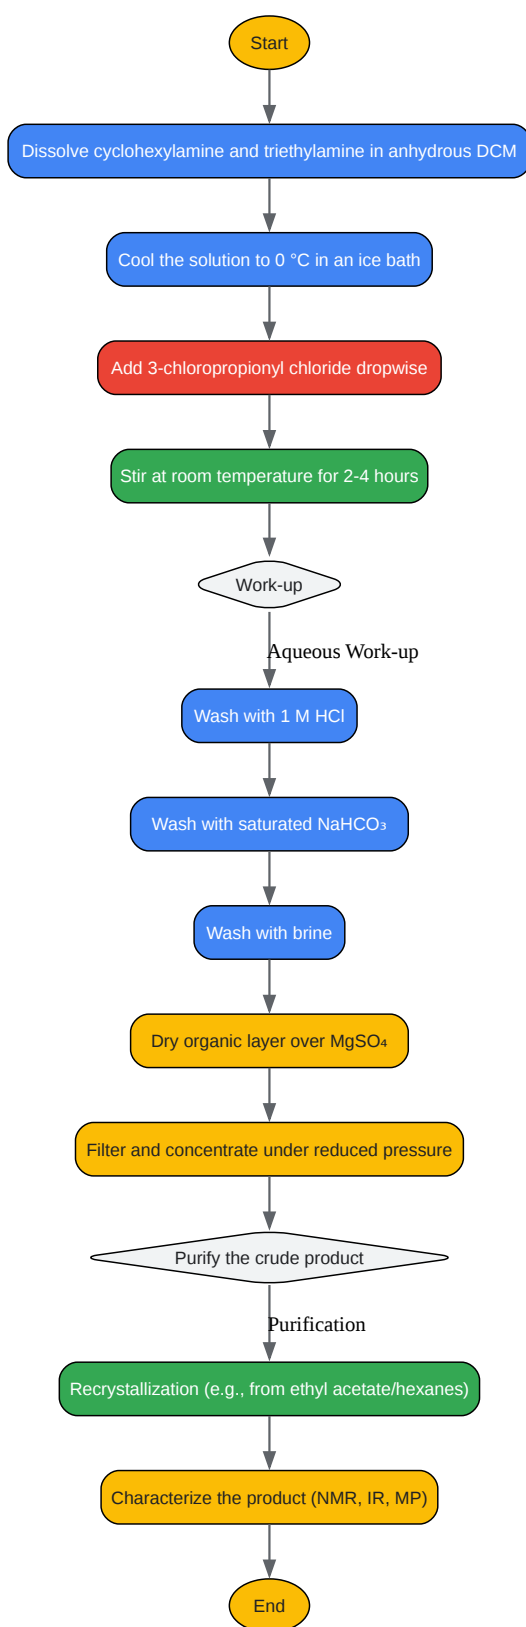 Start
Dissolve cyclohexylamine and triethylamine in anhydrous DCM
Cool the solution to 0 °C in an ice bath
Add 3-chloropropionyl chloride dropwise
Stir at room temperature for 2-4 hours
Work-up
Aqueous Work-up
Wash with 1 M HCl
Wash with saturated NaHCO₃
Wash with brine
Dry organic layer over MgSO₄
Filter and concentrate under reduced pressure
Purify the crude product
Purification
Recrystallization (e.g., from ethyl acetate/hexanes)
Characterize the product (NMR, IR, MP)
End